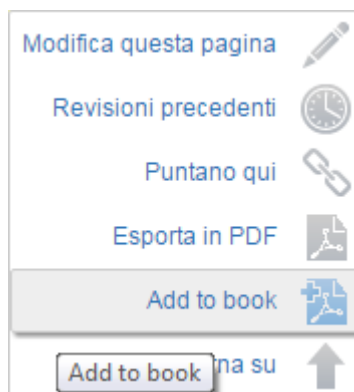 Modifica questa pagina
Revisioni precedenti
Puntano qui
Esporta in PDF
Add to book
su
Add to book